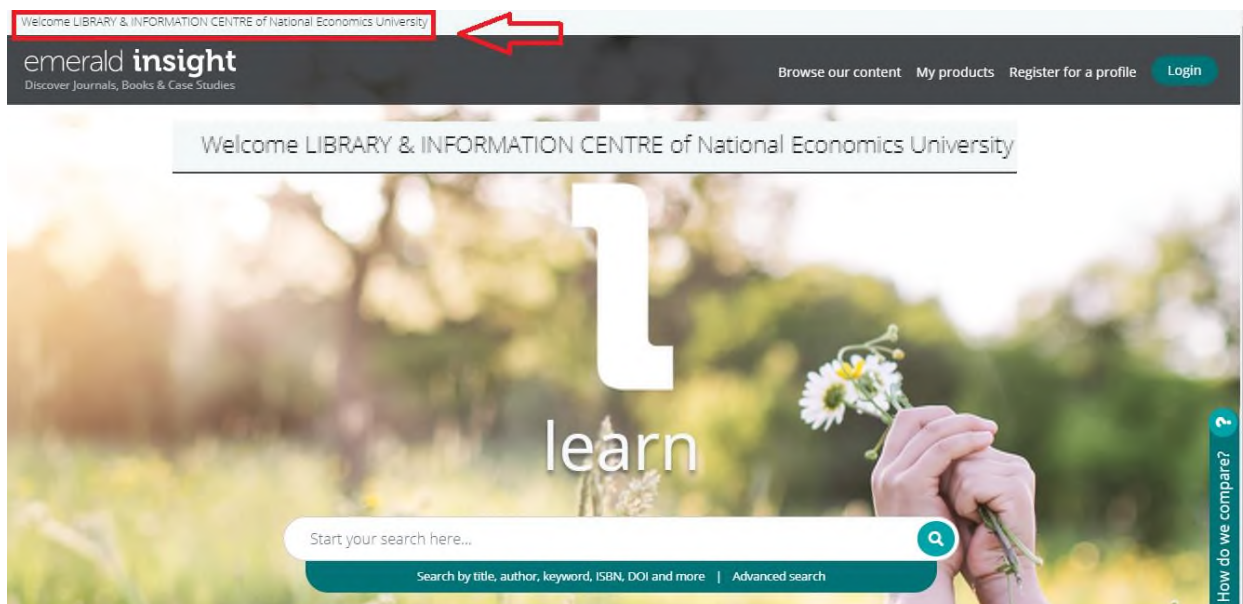 Welcome LIBRARY & INFORMATION CENTRE of National Economics University
emerald insight
Discover Journals, Books & Case Studies
Browse our content My products Register for a profile Login
Welcome LIBRARY & INFORMATION CENTRE of National Economics University
l
learn
Start your search here...
Search by title, author, keyword, ISBN, DOI and more | Advanced search
How do we compare? ?